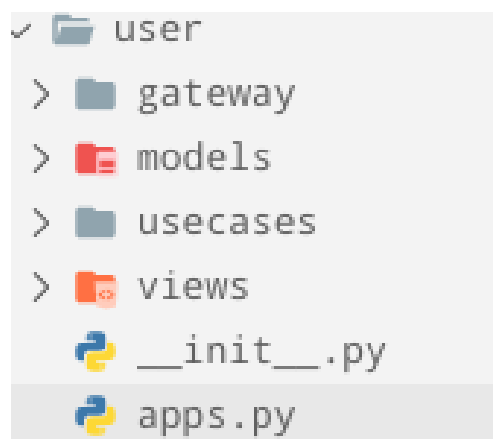 user
gateway
models
usecases
views
__init__.py
apps.py